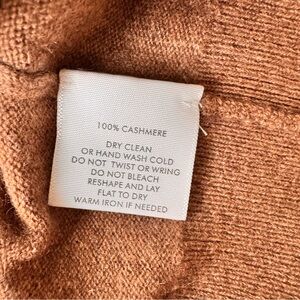 100% CASHMERE
DRY CLEAN
OR HAND WASH COLD
DO NOT TWIST OR WRING
DO NOT BLEACH
RESHAPE AND LAY
FLAT TO DRY
WARM IRON IF NEEDED